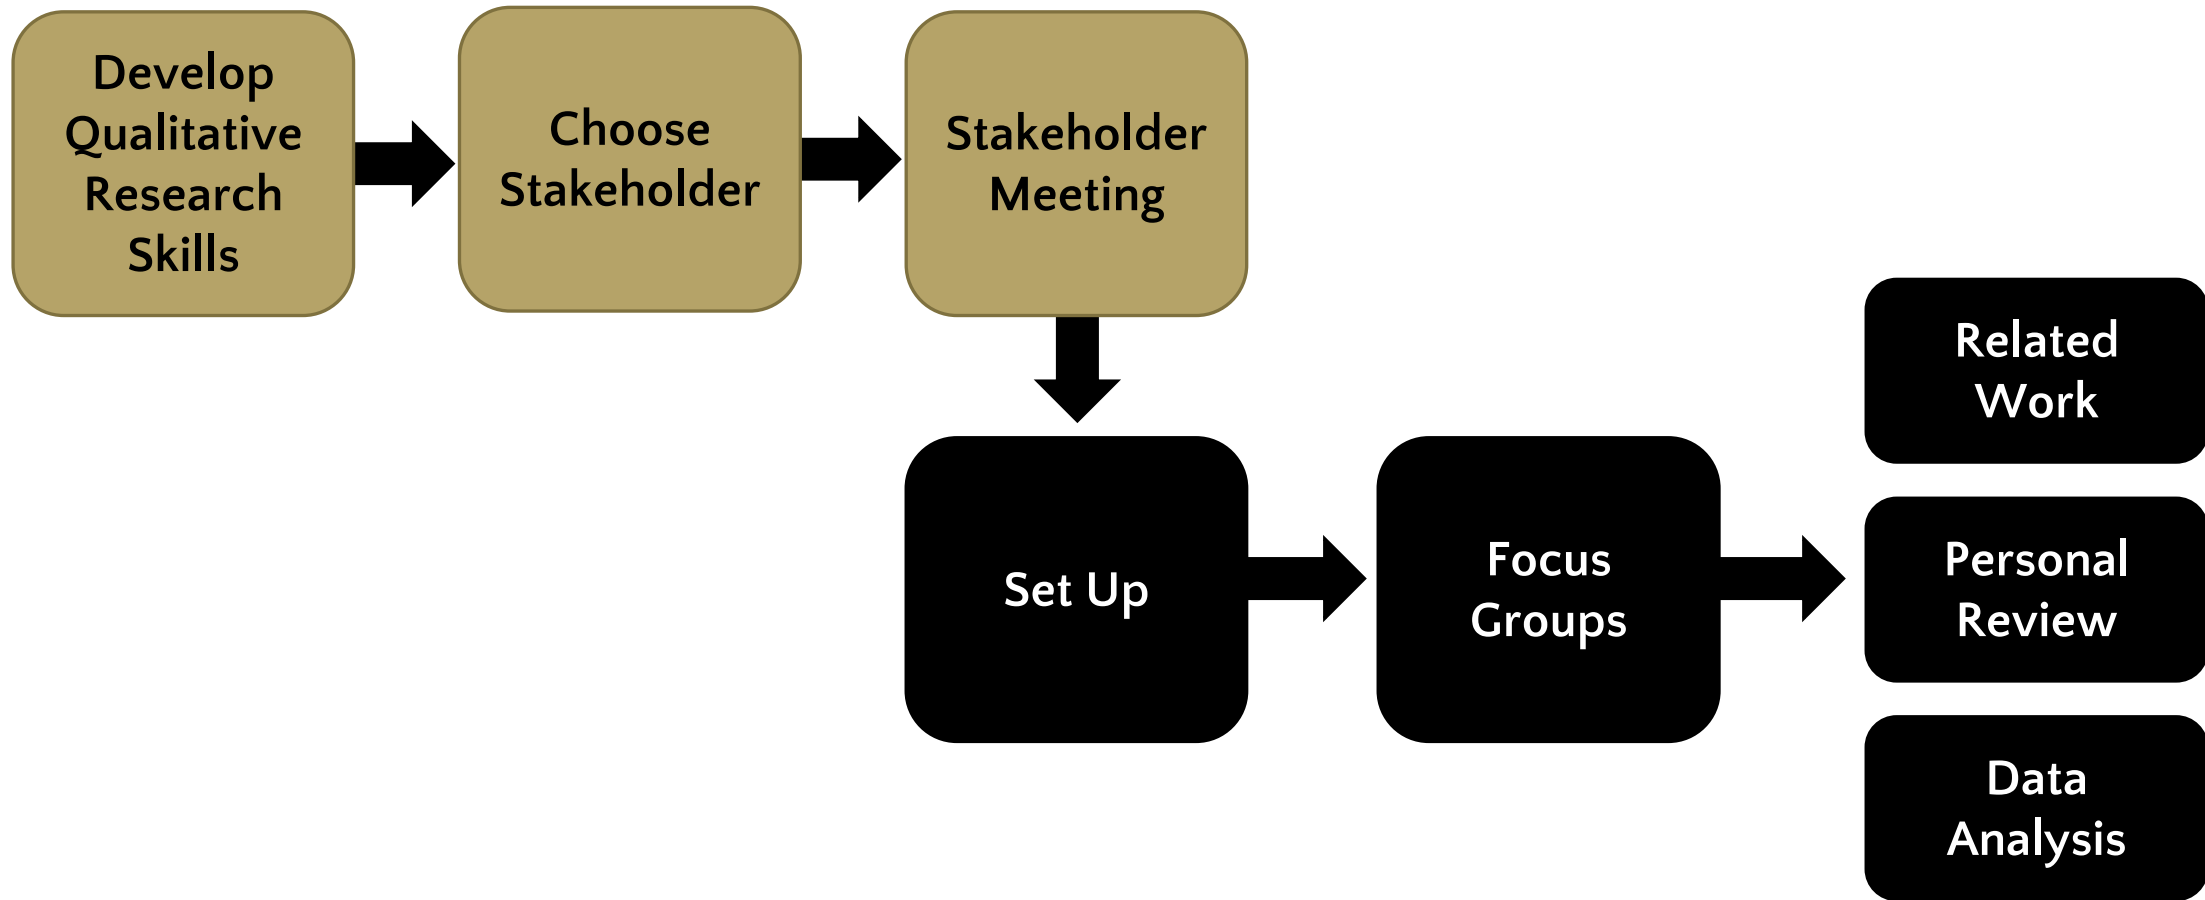 Develop
Qualitative
Research
Skills
Choose
Stakeholder
Stakeholder
Meeting
Set Up
Focus
Groups
Related
Work
Personal
Review
Data
Analysis